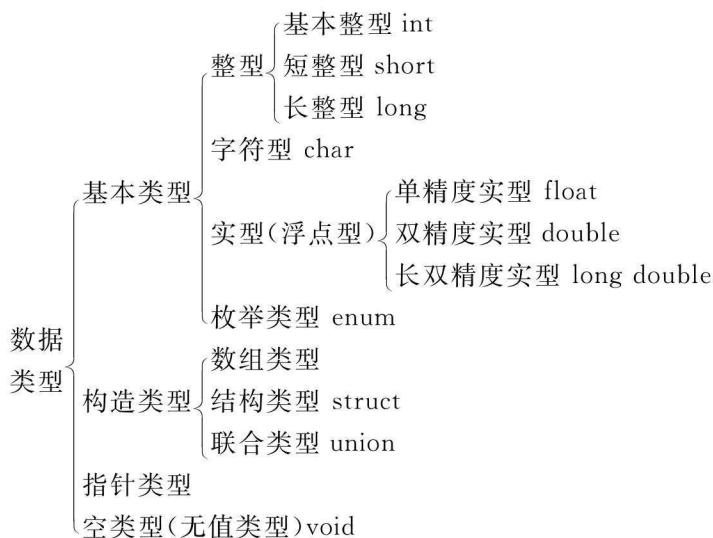 基本整型 int
整型 短整型 short
长整型 long
字符型 char
基本类型 单精度实型 float
实型(浮点型) 双精度实型 double
长双精度实型 long double
枚举类型 enum
数据
类型
数组类型
构造类型 结构类型 struct
联合类型 union
指针类型
空类型(无值类型)void